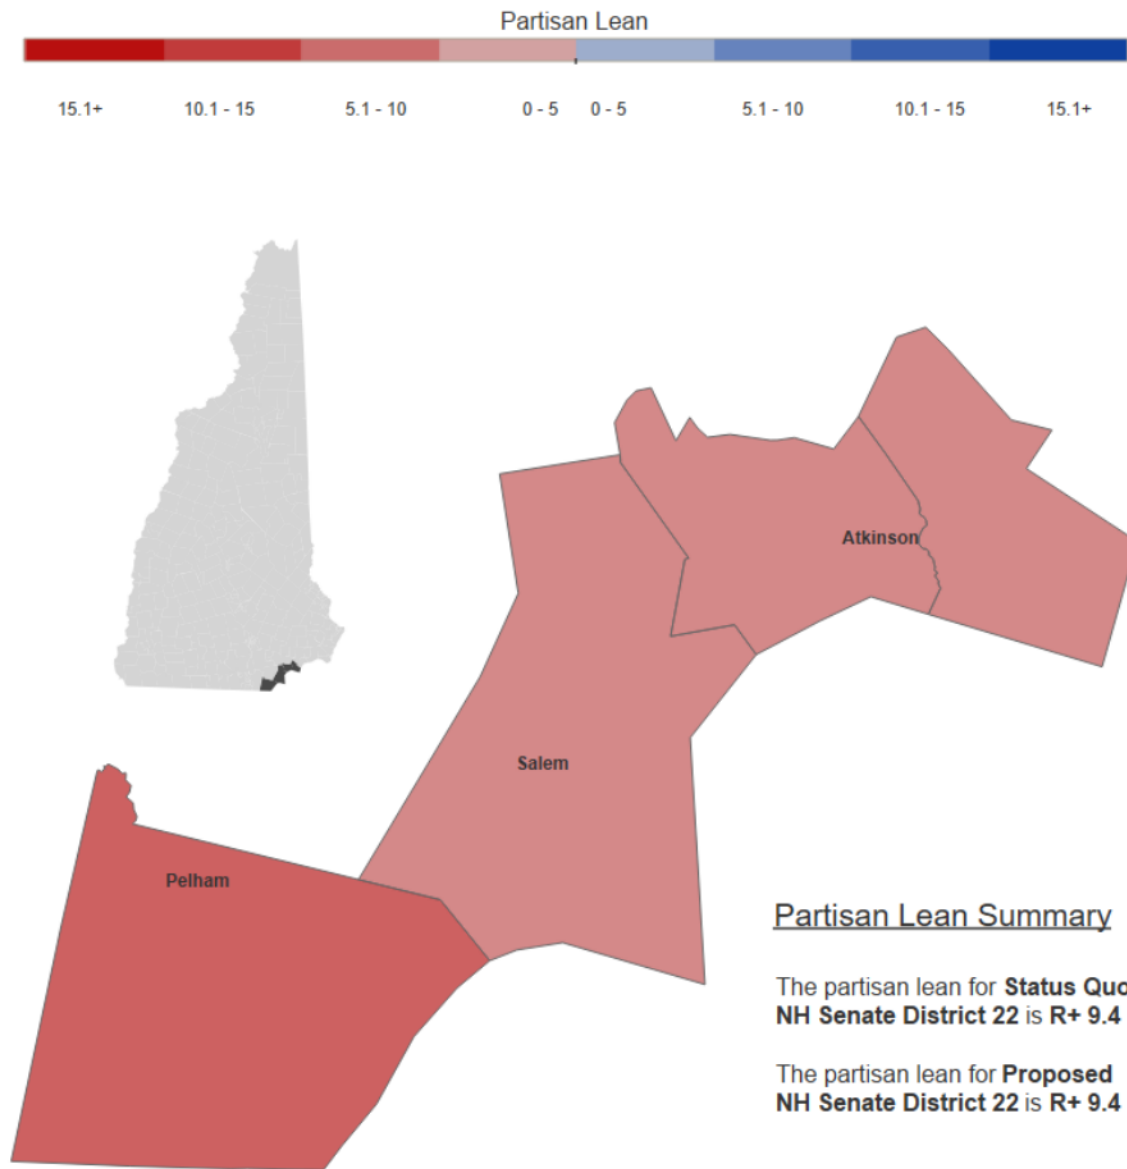 Partisan Lean
15.1+ 10.1 - 15 5.1 - 10 0 - 5 0 - 5 5.1 - 10 10.1 - 15 15.1+
Atkinson
Salem
Pelham
Partisan Lean Summary
The partisan lean for Status Quo
NH Senate District 22 is R+ 9.4
The partisan lean for Proposed
NH Senate District 22 is R+ 9.4